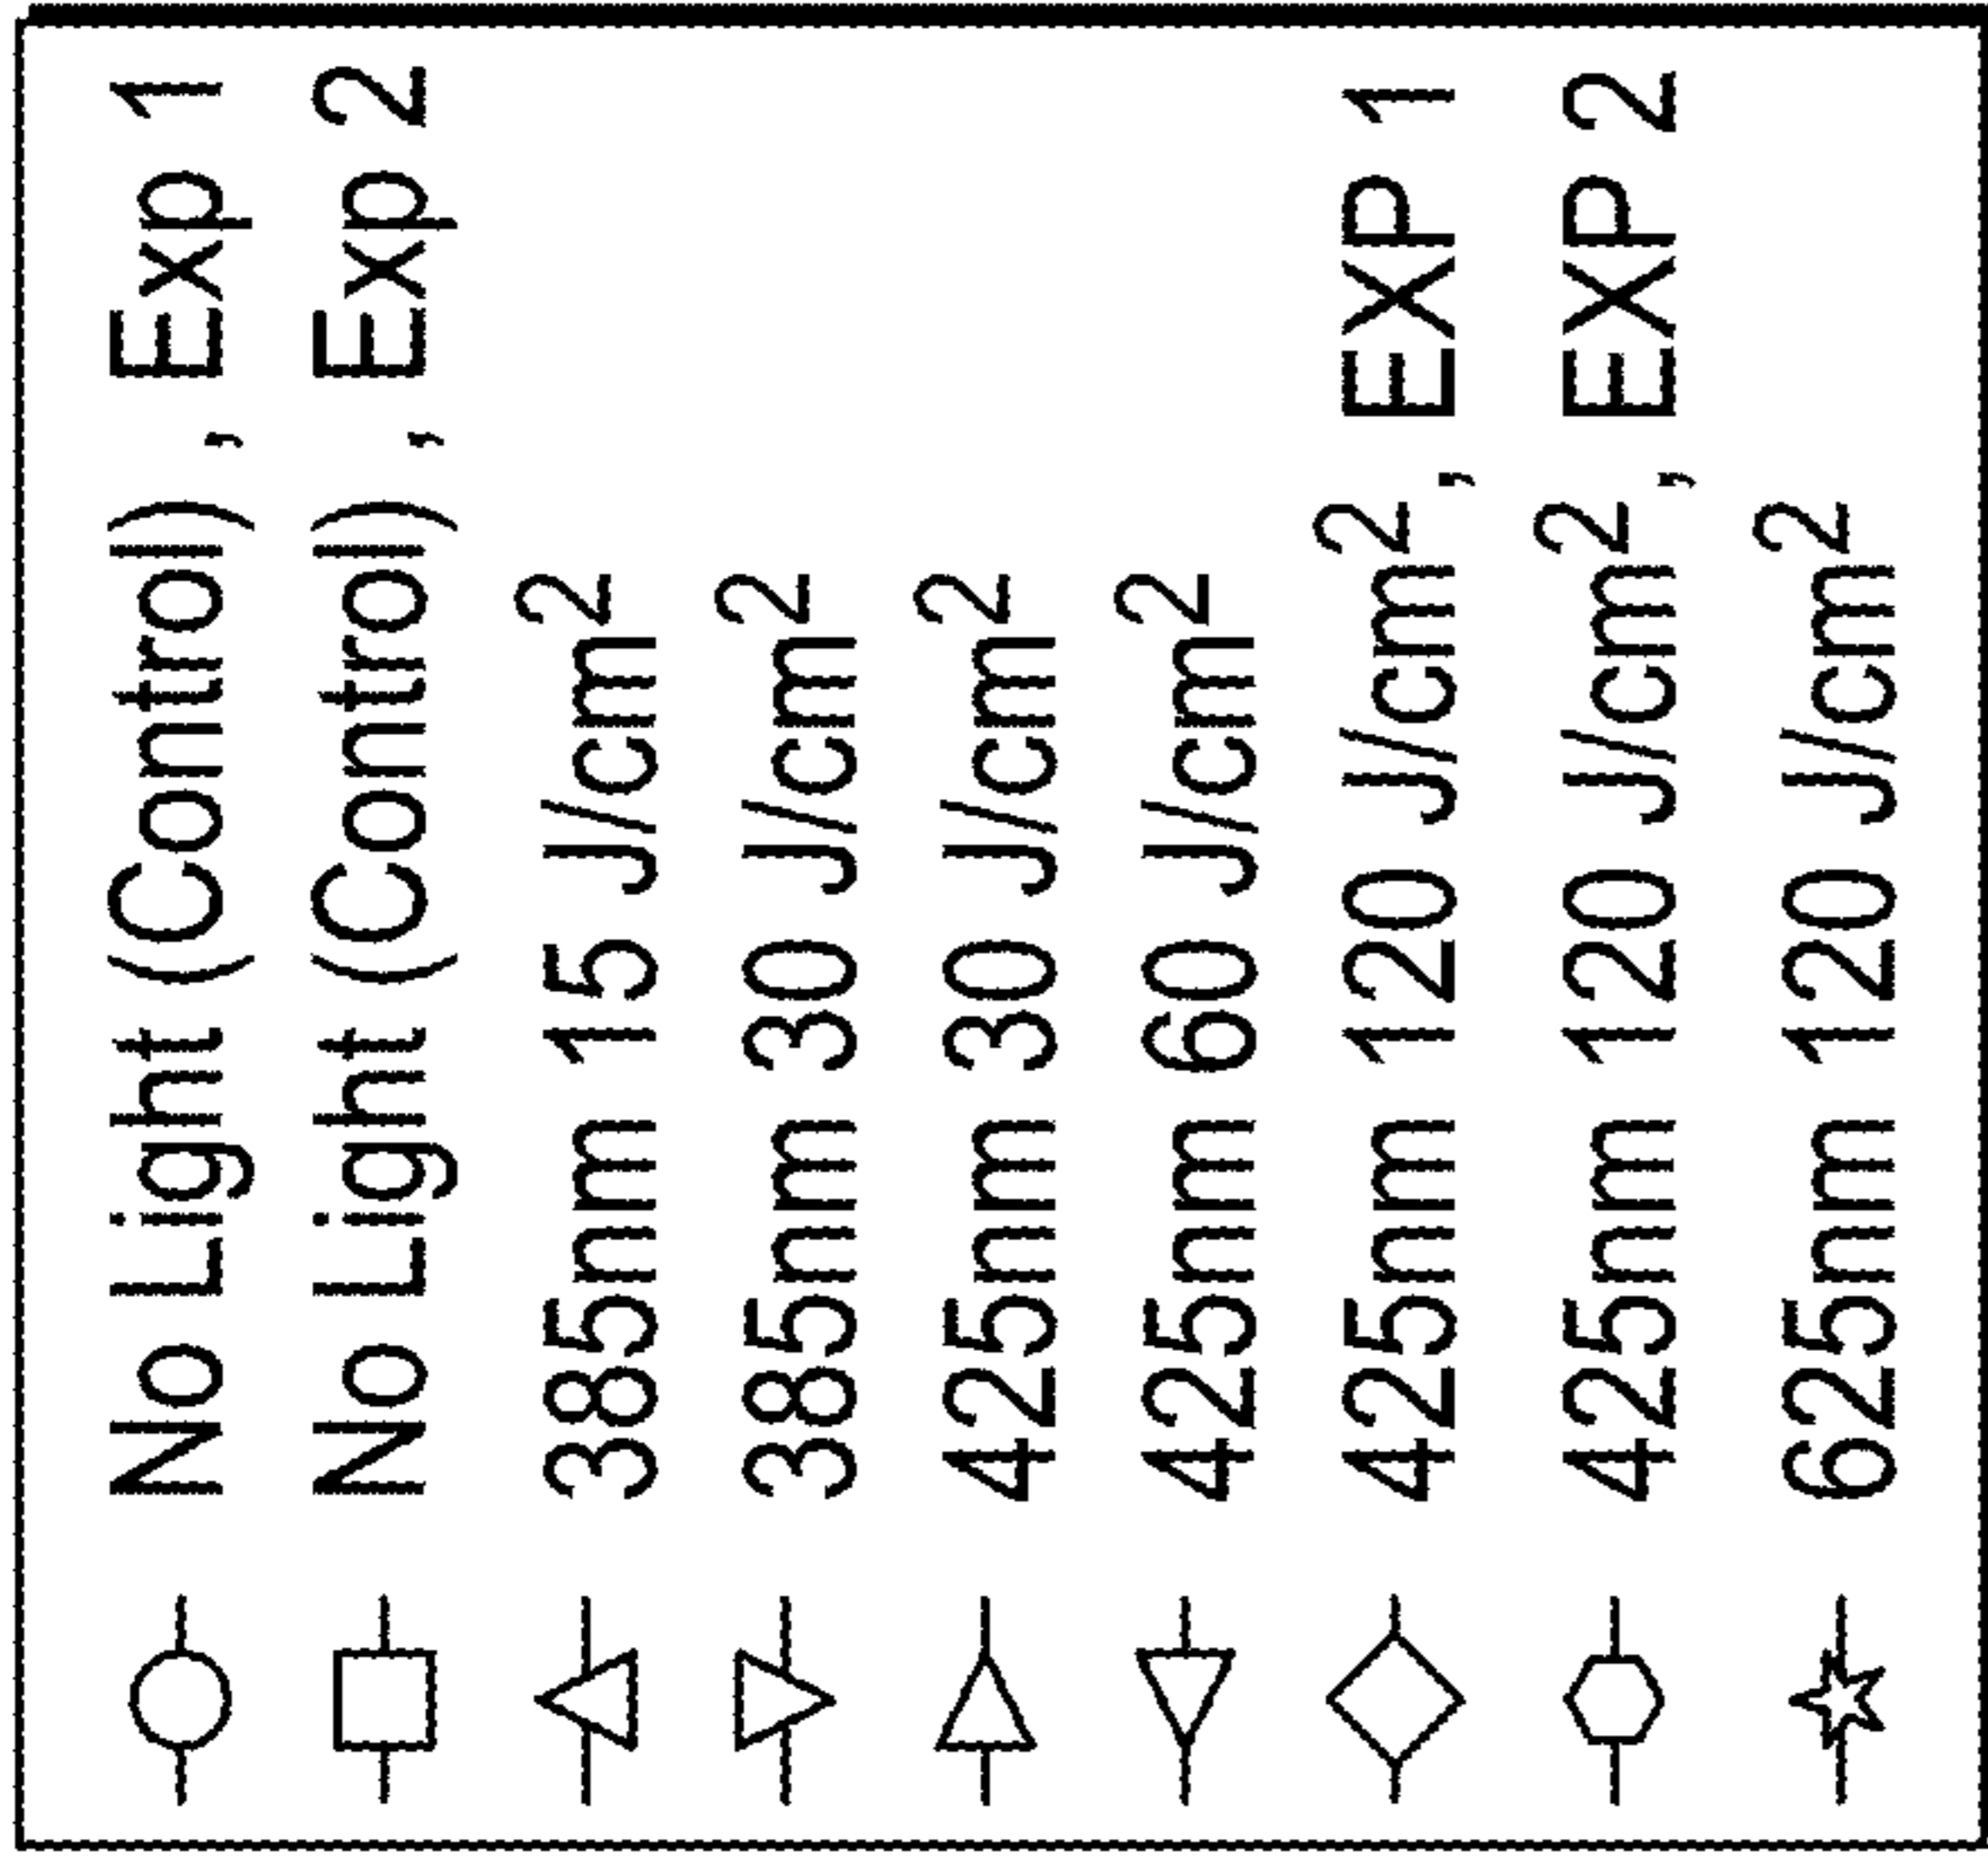 No Light (Control), Exp 1
No Light (Control), Exp 2
385nm 15 J/cm²
385nm 30 J/cm²
425nm 30 J/cm²
425nm 60 J/cm²
425nm 120 J/cm², EXP 1
425nm 120 J/cm², EXP 2
625nm 120 J/cm²